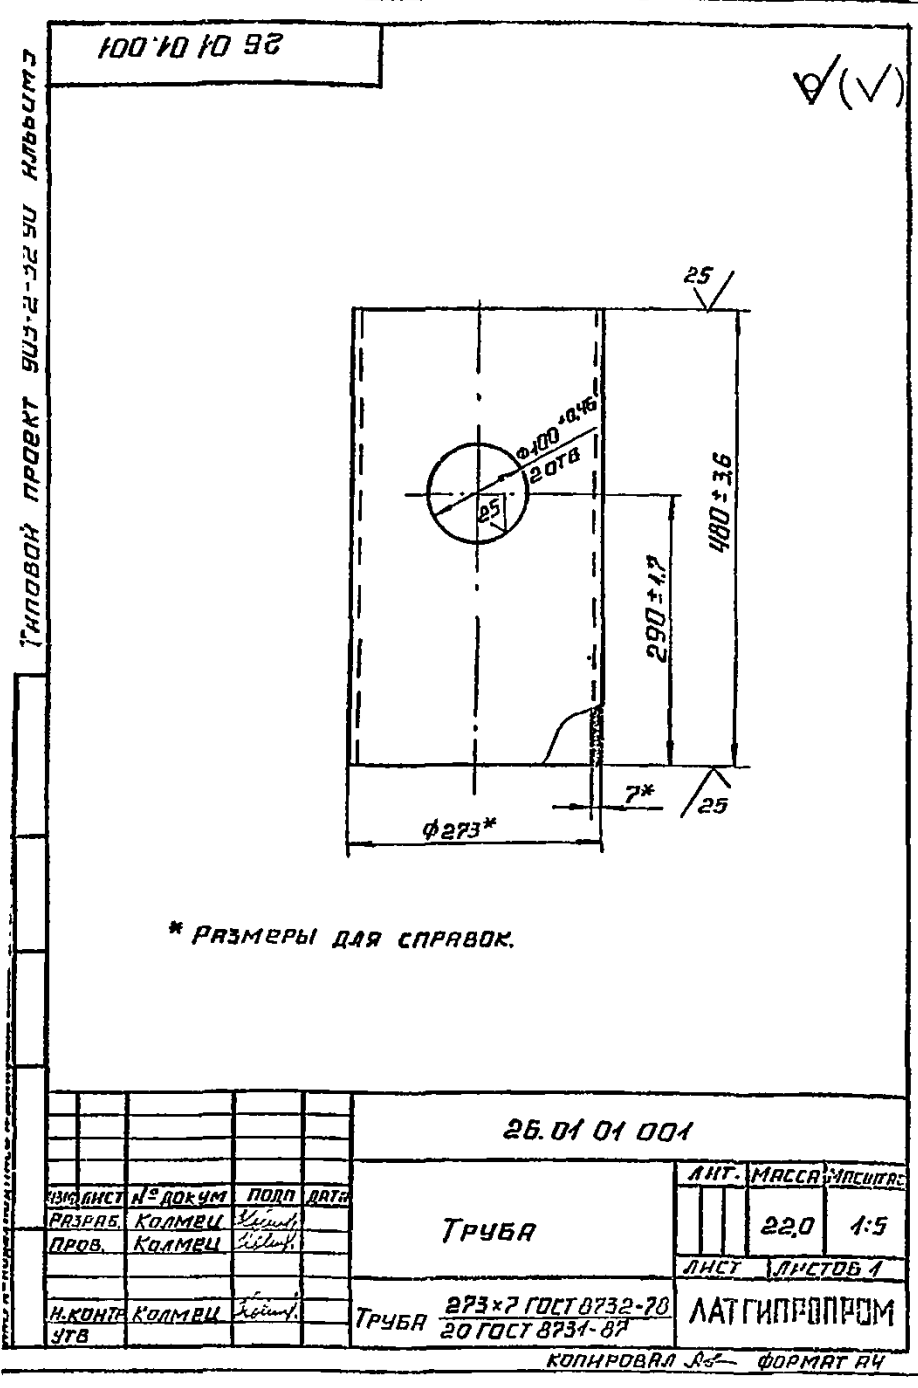 26 01 01.001
Типовой проект 903-2-32 90 Альбом 3
25
Ф100 +0,46
2 отв
25
480 ± 3,6
290 ± 1,7
7*
25
ф273*
* Размеры для справок.
26.01 01 001
Лит. Масса Масштаб
Изм Лист № докум Подп Дата
Разраб. Колмец
Труба
22,0 1:5
Пров. Колмец
Лист Листов 1
Н.контр Колмец
Труба 273×7 ГОСТ 8732-78
20 ГОСТ 8731-87
ЛАТГИПРОПРОМ
Утв
Копировал Формат А4